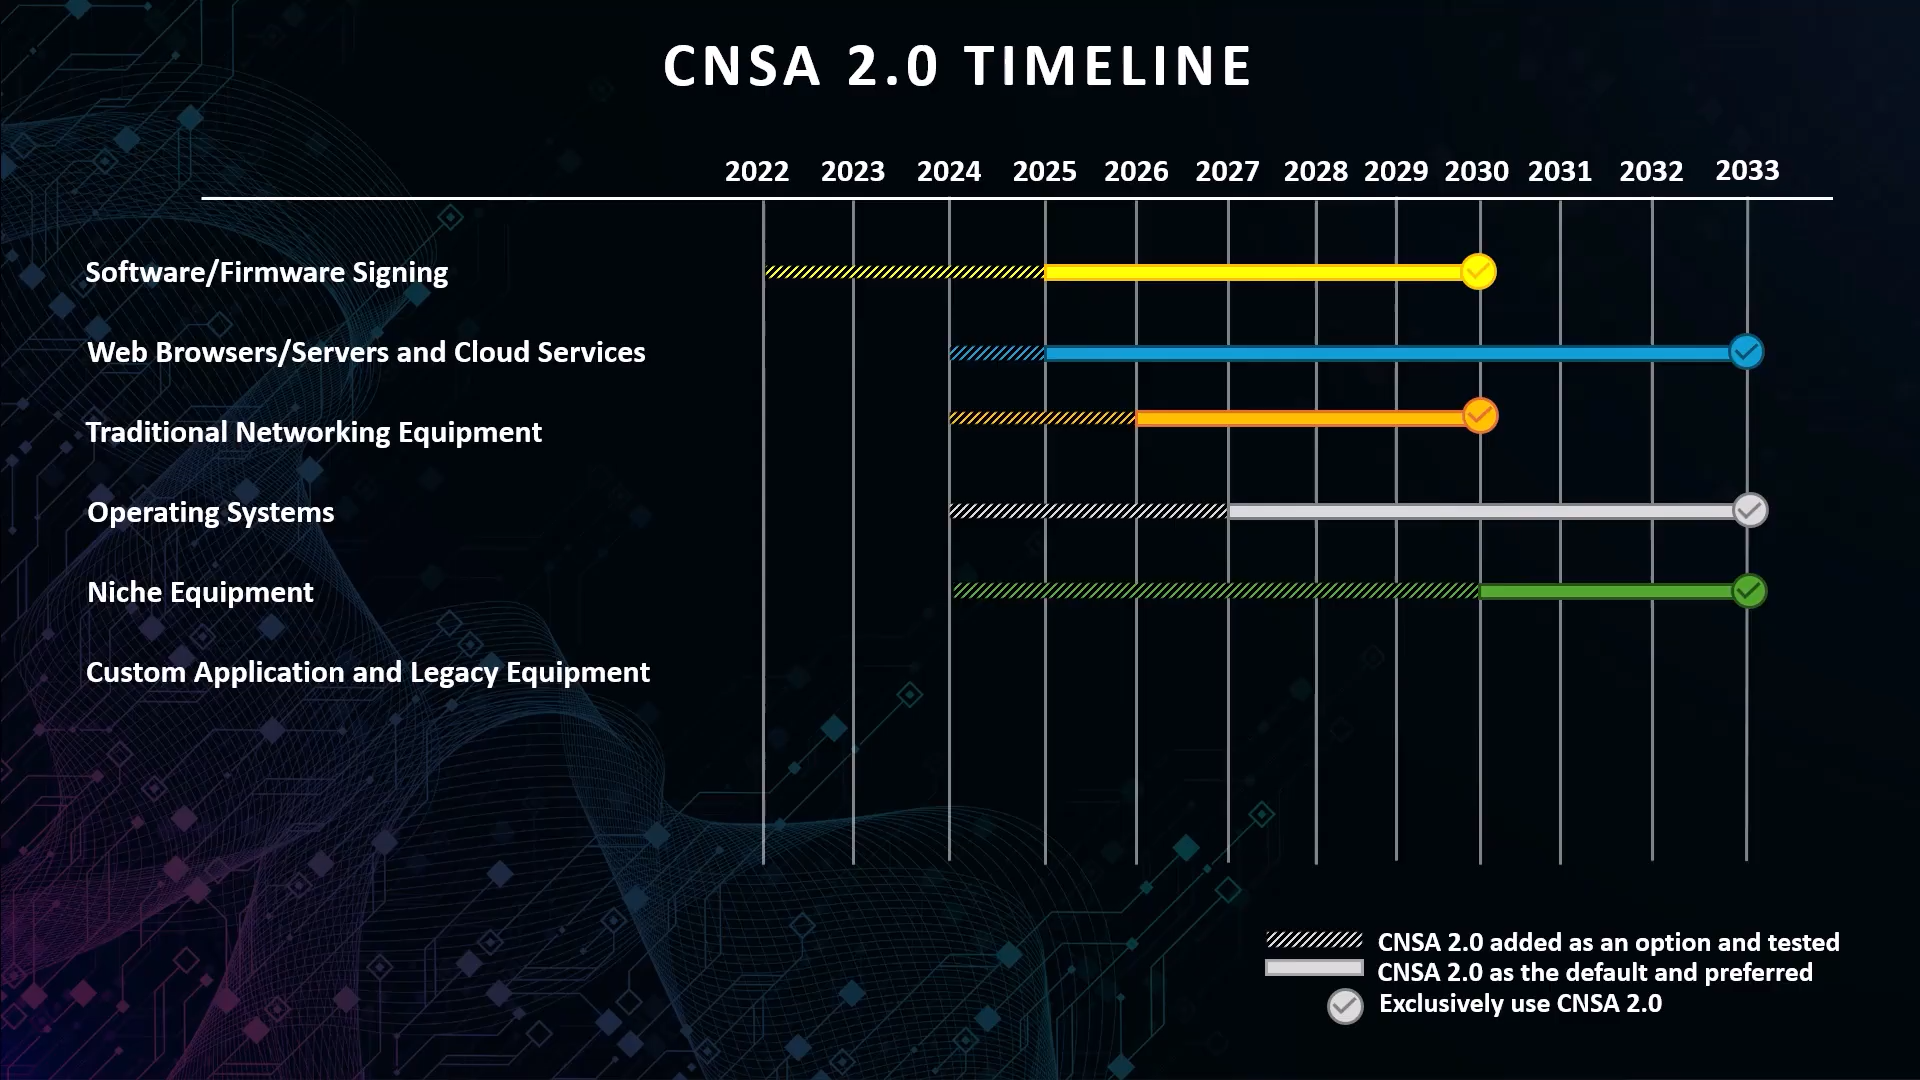 CNSA 2.0 TIMELINE
2022 2023 2024 2025 2026 2027 2028 2029 2030 2031 2032 2033
Software/Firmware Signing
Web Browsers/Servers and Cloud Services
Traditional Networking Equipment
Operating Systems
Niche Equipment
Custom Application and Legacy Equipment
CNSA 2.0 added as an option and tested
CNSA 2.0 as the default and preferred
Exclusively use CNSA 2.0